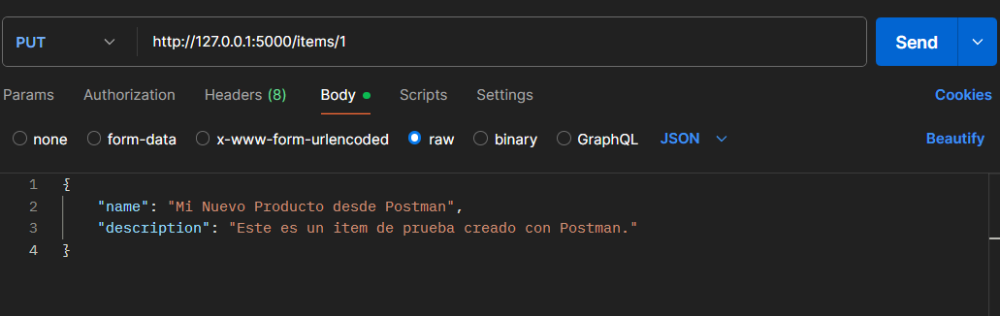 PUT http://127.0.0.1:5000/items/1 Send
Params Authorization Headers (8) Body Scripts Settings Cookies
none form-data x-www-form-urlencoded raw binary GraphQL JSON Beautify
1 {
2 "name": "Mi Nuevo Producto desde Postman",
3 "description": "Este es un item de prueba creado con Postman."
4 }